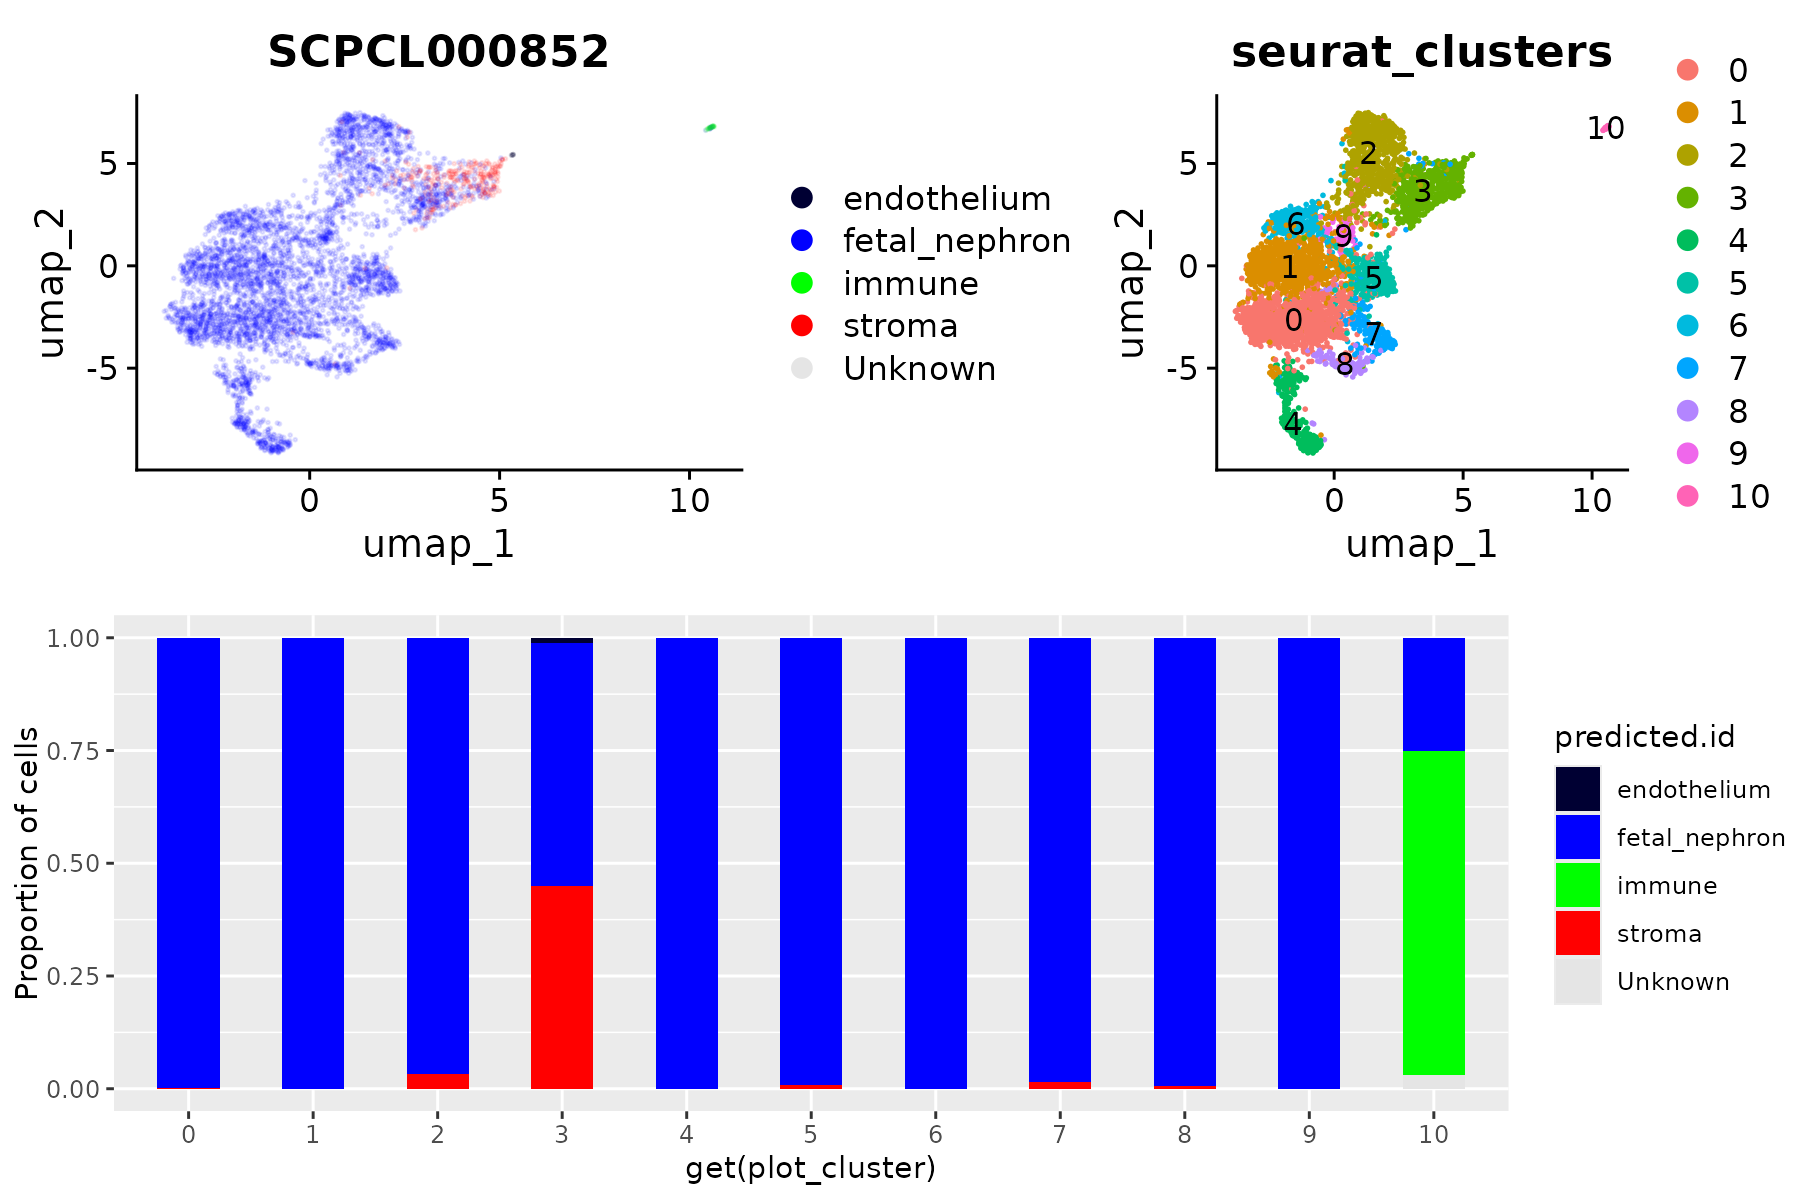 SCPCL000852
5
0
-5
umap_2
0
5
10
umap_1
endothelium
fetal_nephron
immune
stroma
Unknown
seurat_clusters
5
0
-5
umap_2
0
5
10
umap_1
10
2
3
6
9
1
5
0
7
8
4
0
1
2
3
4
5
6
7
8
9
10
1.00
0.75
0.50
0.25
0.00
Proportion of cells
0
1
2
3
4
5
6
7
8
9
10
get(plot_cluster)
predicted.id
endothelium
fetal_nephron
immune
stroma
Unknown